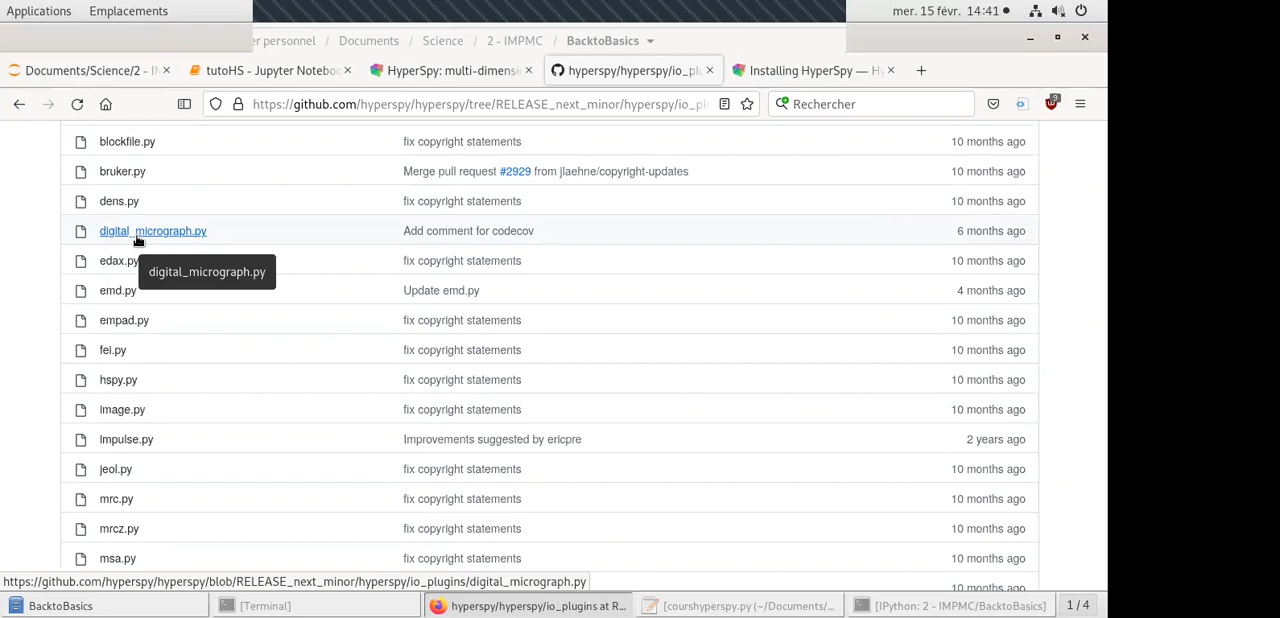 Applications Emplacements mer. 15 févr. 14:41
er personnel / Documents / Science / 2 - IMPMC / BacktoBasics
Documents/Science/2 - IM tutoHS - Jupyter Noteboo HyperSpy: multi-dimensi hyperspy/hyperspy/io_plu Installing HyperSpy — Hy
https://github.com/hyperspy/hyperspy/tree/RELEASE_next_minor/hyperspy/io_pl Rechercher 9
blockfile.py fix copyright statements 10 months ago
bruker.py Merge pull request #2929 from jlaehne/copyright-updates 10 months ago
dens.py fix copyright statements 10 months ago
digital_micrograph.py Add comment for codecov 6 months ago
edax.py fix copyright statements 10 months ago
digital_micrograph.py
emd.py Update emd.py 4 months ago
empad.py fix copyright statements 10 months ago
fei.py fix copyright statements 10 months ago
hspy.py fix copyright statements 10 months ago
image.py fix copyright statements 10 months ago
impulse.py Improvements suggested by ericpre 2 years ago
jeol.py fix copyright statements 10 months ago
mrc.py fix copyright statements 10 months ago
mrcz.py fix copyright statements 10 months ago
msa.py fix copyright statements 10 months ago
https://github.com/hyperspy/hyperspy/blob/RELEASE_next_minor/hyperspy/io_plugins/digital_micrograph.py 10 months ago
BacktoBasics [Terminal] hyperspy/hyperspy/io_plugins at R... [courshyperspy.py (~/Documents/... [IPython: 2 - IMPMC/BacktoBasics] 1 / 4